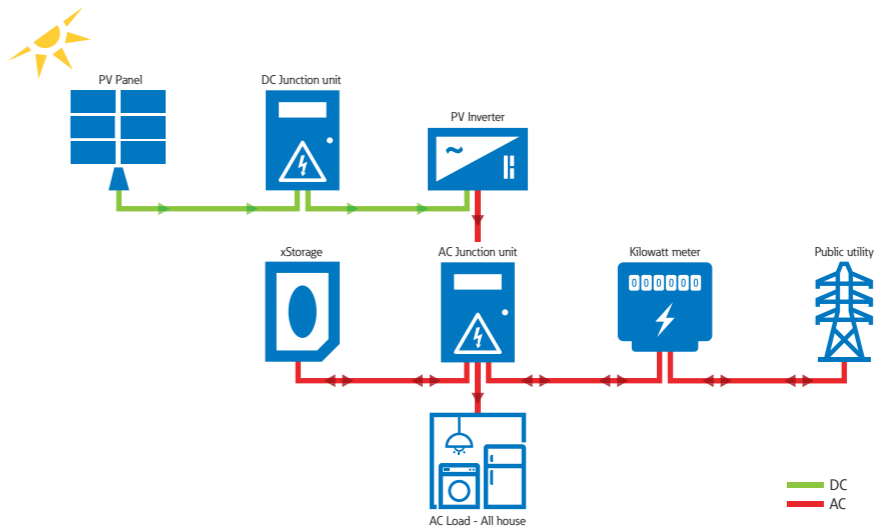 PV Panel
DC Junction unit
PV Inverter
xStorage
AC Junction unit
Kilowatt meter
Public utility
000000
AC Load - All house
DC
AC